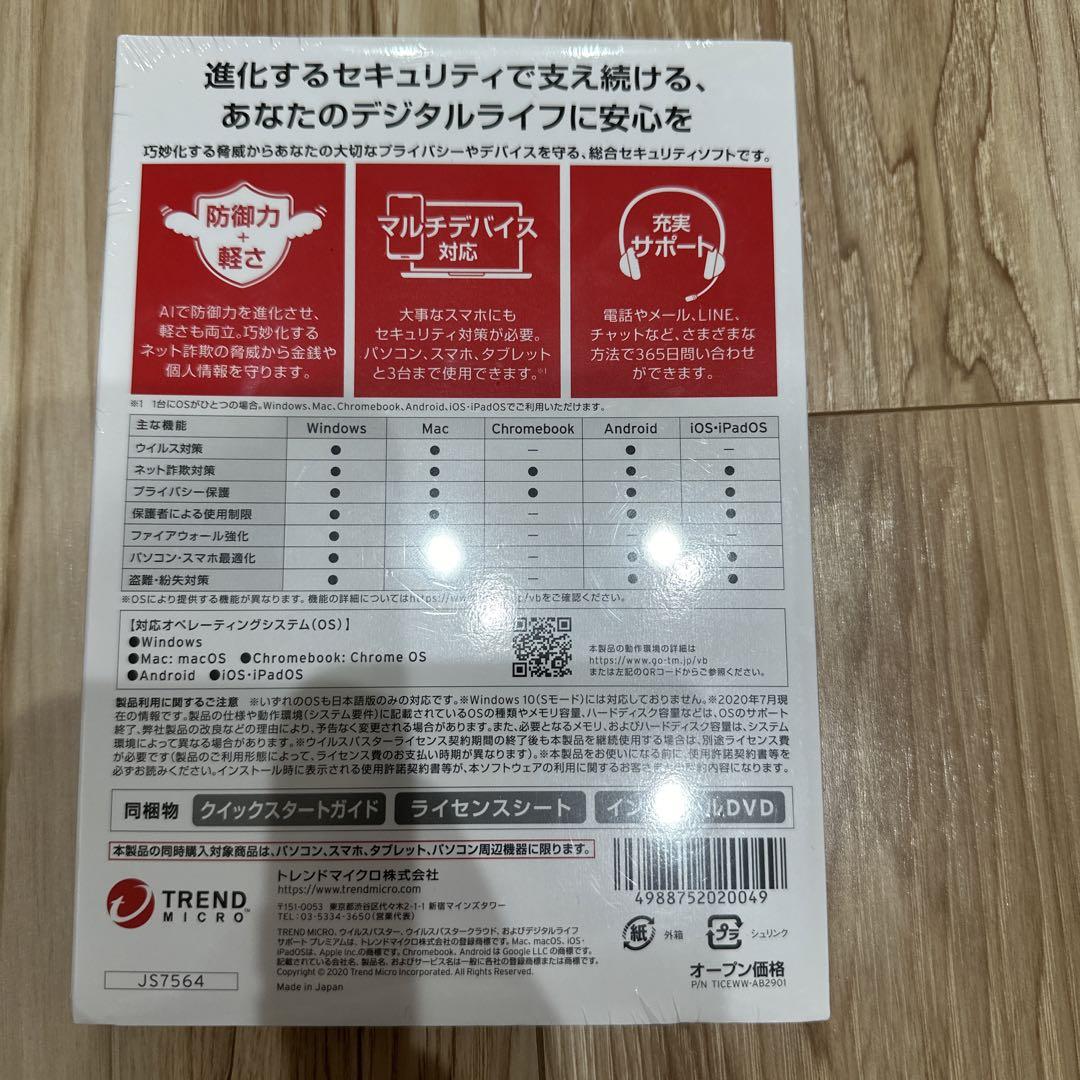 進化するセキュリティで支え続ける、
あなたのデジタルライフに安心を
巧妙化する脅威からあなたの大切なプライバシーやデバイスを守る、総合セキュリティソフトです。
防御力
+
軽さ
AIで防御力を進化させ、
軽さも両立。巧妙化する
ネット詐欺の脅威から金銭や
個人情報を守ります。
マルチデバイス
対応
大事なスマホにも
セキュリティ対策が必要。
パソコン、スマホ、タブレット
と3台まで使用できます。※1
充実
サポート
電話やメール、LINE、
チャットなど、さまざまな
方法で365日問い合わせ
ができます。
※1 1台にOSがひとつの場合。Windows、Mac、Chromebook、Android、iOS・iPadOSでご利用いただけます。
主な機能 Windows Mac Chromebook Android iOS・iPadOS
ウイルス対策 ● ● － ● －
ネット詐欺対策 ● ● ● ● ●
プライバシー保護 ● ● ● ● ●
保護者による使用制限 ● ● － ● ●
ファイアウォール強化 ● － －
パソコン・スマホ最適化 ● － ● ●
盗難・紛失対策 ● － ● ●
※OSにより提供する機能が異なります。機能の詳細についてはhttps://ww /vbをご確認ください。
【対応オペレーティングシステム(OS)】
●Windows
●Mac: macOS ●Chromebook: Chrome OS
●Android ●iOS・iPadOS
本製品の動作環境の詳細は
https://www.go-tm.jp/vb
または左記のQRコードからご参照ください。
製品利用に関するご注意 ※いずれのOSも日本語版のみの対応です。※Windows 10(Sモード)には対応しておりません。※2020年7月現
在の情報です。製品の仕様や動作環境(システム要件)に記載されているOSの種類やメモリ容量、ハードディスク容量などは、OSのサポート
終了、弊社製品の改良などの理由により、予告なく変更される場合があります。また、必要となるメモリ、およびハードディスク容量は、システム
環境によって異なる場合があります。※ウイルスバスターライセンス契約期間の終了後も本製品を継続使用する場合は、別途ライセンス費
が必要です(製品のご利用形態によって、ライセンス費のお支払い時期が異なります)。※本製品をお使いになる前に、使用許諾契約書等を
必ずお読みください。インストール時に表示される使用許諾契約書等が、本ソフトウェアの利用に関するお客さま 契約内容になります。
同梱物 クイックスタートガイド ライセンスシート イン ルDVD
本製品の同時購入対象商品は、パソコン、スマホ、タブレット、パソコン周辺機器に限ります。
TREND
MICRO
トレンドマイクロ株式会社
https://www.trendmicro.com
〒151-0053 東京都渋谷区代々木2-1-1 新宿マインズタワー
TEL: 03-5334-3650(営業代表)
TREND MICRO、ウイルスバスター、ウイルスバスタークラウド、およびデジタルライフ
サポート プレミアムは、トレンドマイクロ株式会社の登録商標です。Mac、macOS、iOS・
iPadOSは、Apple Inc.の商標です。Chromebook、Android は Google LLC の商標です。
記載されている会社名、製品名、およびサービス名は一般に各社の登録商標または商標です。
Copyright © 2020 Trend Micro Incorporated. All Rights Reserved.
Made in Japan
4988752020049
紙 外箱
プラ シュリンク
オープン価格
P/N TICEWW-AB2901
JS7564